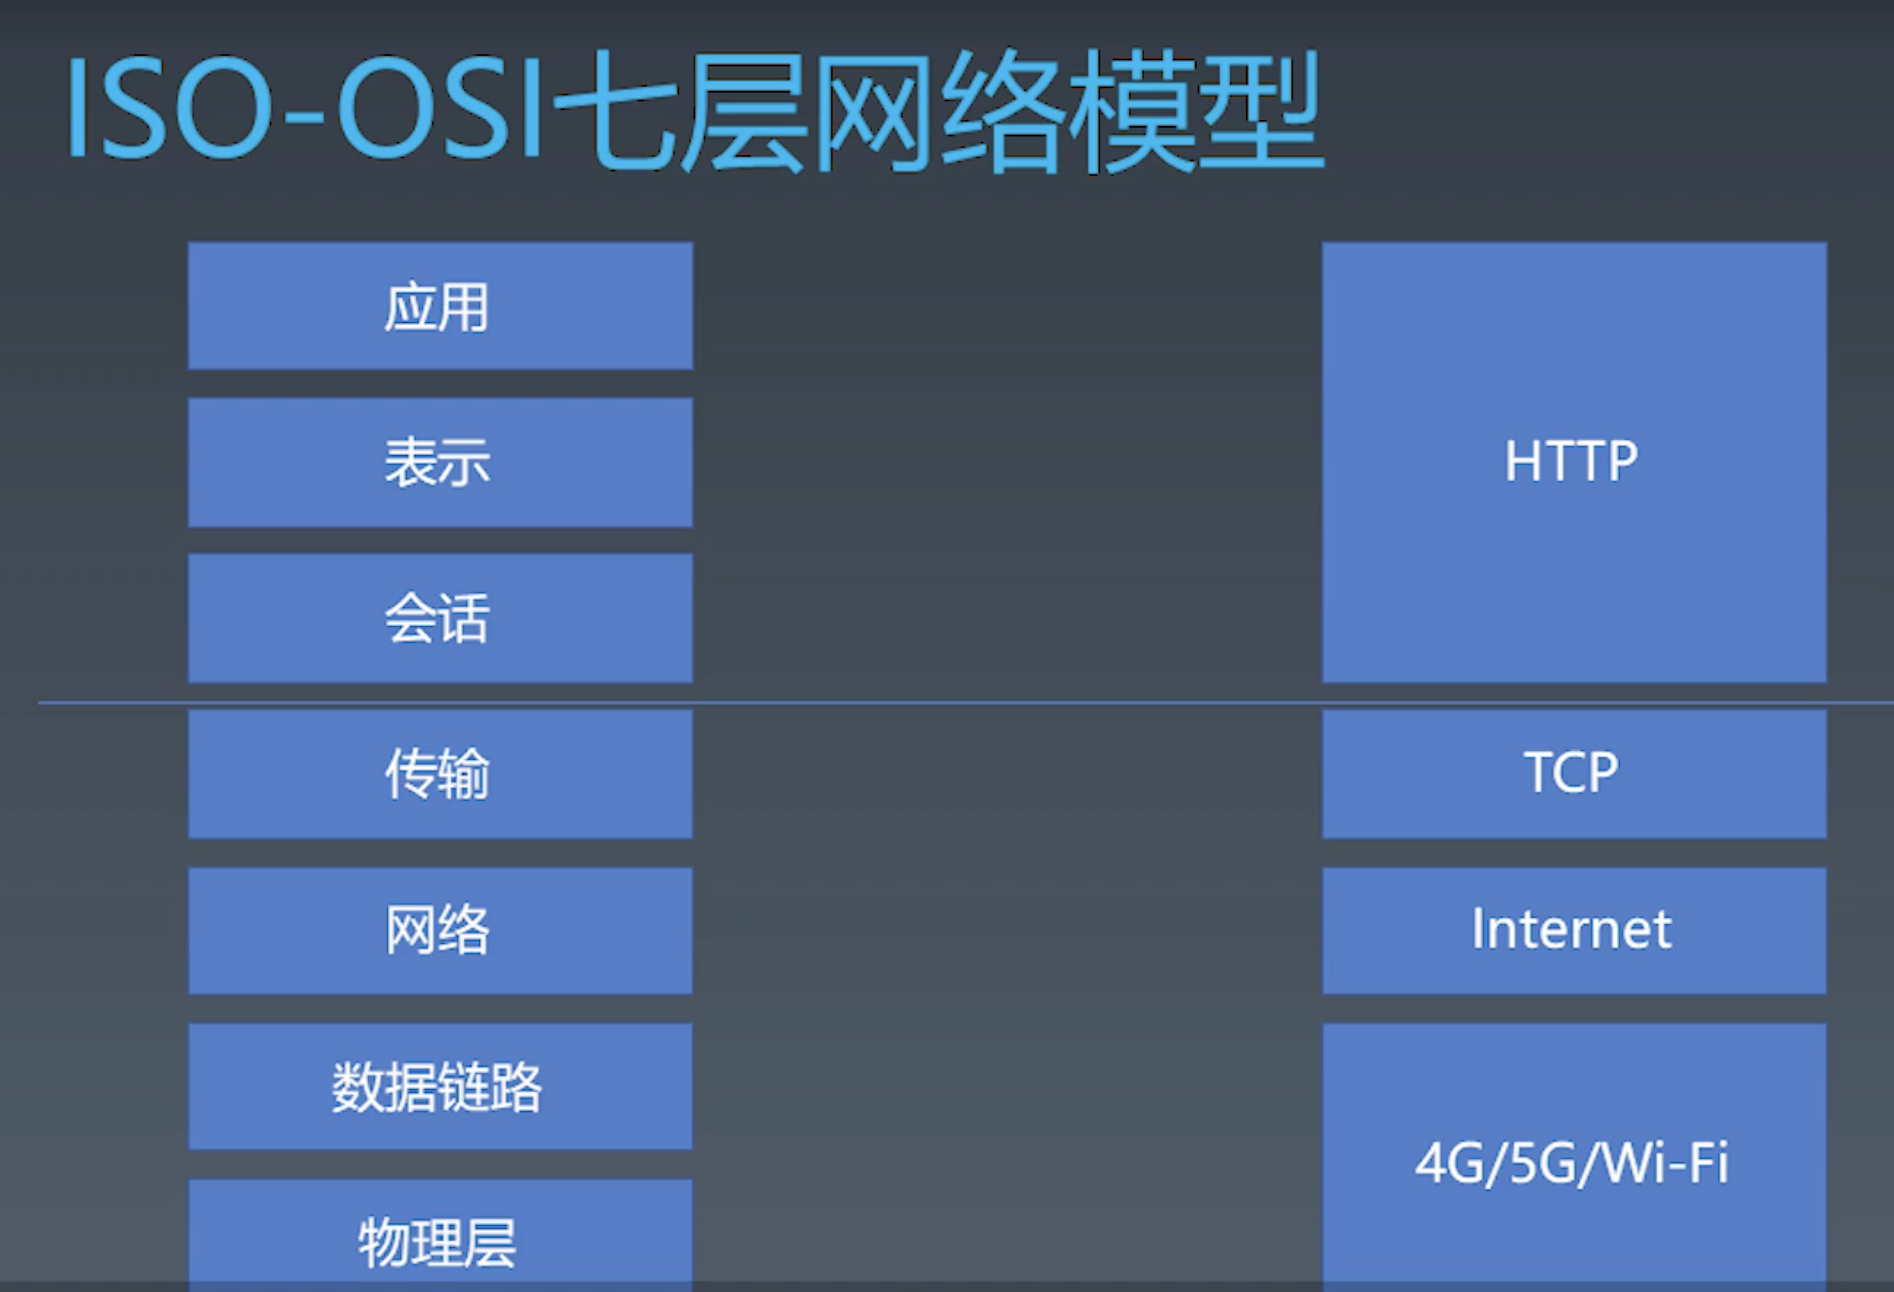 ISO-OSI七层网络模型
应用
表示
HTTP
会话
传输
TCP
网络
Internet
数据链路
4G/5G/Wi-Fi
物理层